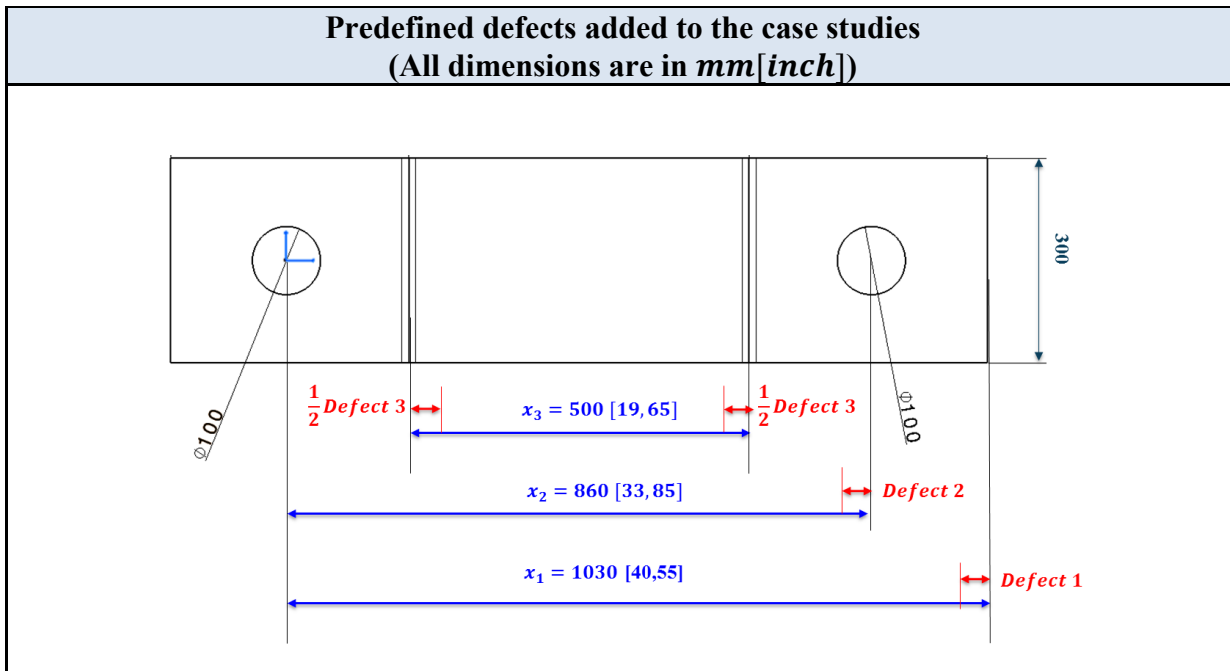 Predefined defects added to the case studies
(All dimensions are in mm[inch])
300
1/2 Defect 3
x₃ = 500 [19,65]
1/2 Defect 3
⌀100
⌀100
x₂ = 860 [33,85]
Defect 2
x₁ = 1030 [40,55]
Defect 1